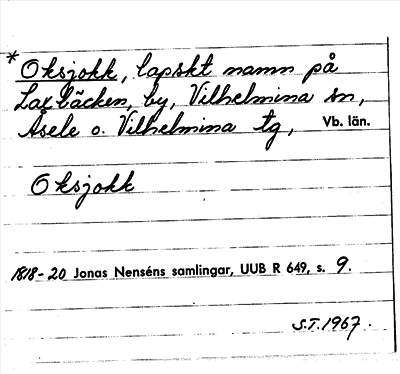 * Oksjokk, lapskt namn på
Laxbäcken, by, Vilhelmina sn,
Åsele o. Vilhelmina tg, Vb. län.
Oksjokk
1818-20 Jonas Nenséns samlingar, UUB R 649, s. 9.
S.T. 1967.